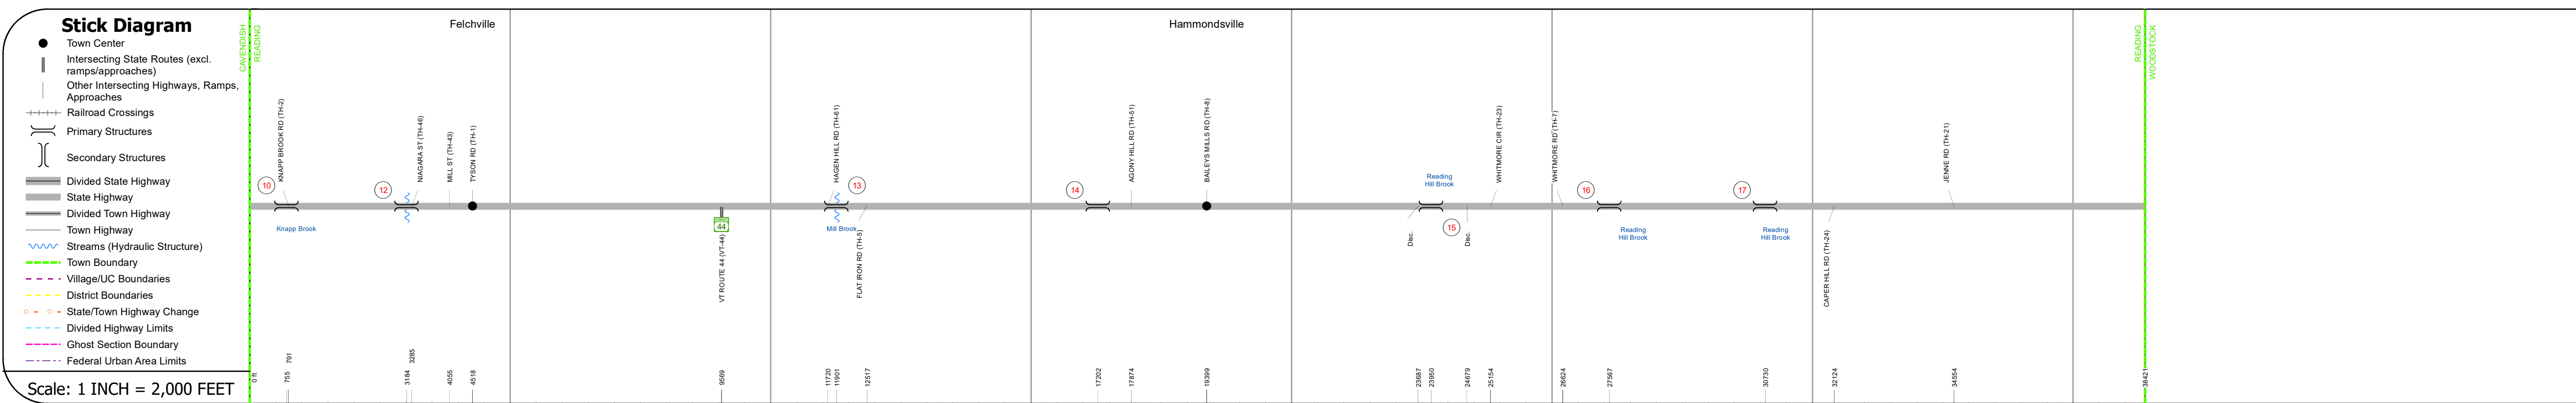 Stick Diagram
Town Center
Intersecting State Routes (excl.
ramps/approaches)
Other Intersecting Highways, Ramps,
Approaches
Railroad Crossings
Primary Structures
Secondary Structures
Divided State Highway
State Highway
Divided Town Highway
Town Highway
Streams (Hydraulic Structure)
Town Boundary
Village/UC Boundaries
District Boundaries
State/Town Highway Change
Divided Highway Limits
Ghost Section Boundary
Federal Urban Area Limits
Scale: 1 INCH = 2,000 FEET
Felchville
Hammondsville
CAVENDISH
READING
READING
WOODSTOCK
10
KNAPP BROOK RD (TH-2)
Knapp Brook
12
NIAGARA ST (TH-46)
MILL ST (TH-43)
TYSON RD (TH-1)
44
VT ROUTE 44 (VT-44)
HAGEN HILL RD (TH-61)
13
Mill Brook
FLAT IRON RD (TH-5)
14
AGONY HILL RD (TH-51)
BAILEYS MILLS RD (TH-8)
Disc.
Reading
Hill Brook
15
Disc.
WHITMORE CIR (TH-23)
WHITMORE RD (TH-7)
16
Reading
Hill Brook
17
Reading
Hill Brook
CAPER HILL RD (TH-24)
JENNE RD (TH-21)
0 ft
755
791
3184
3285
4055
4518
9569
11720
11901
12517
17202
17874
19399
23687
23950
24679
25154
26624
27567
30730
32124
34554
38421